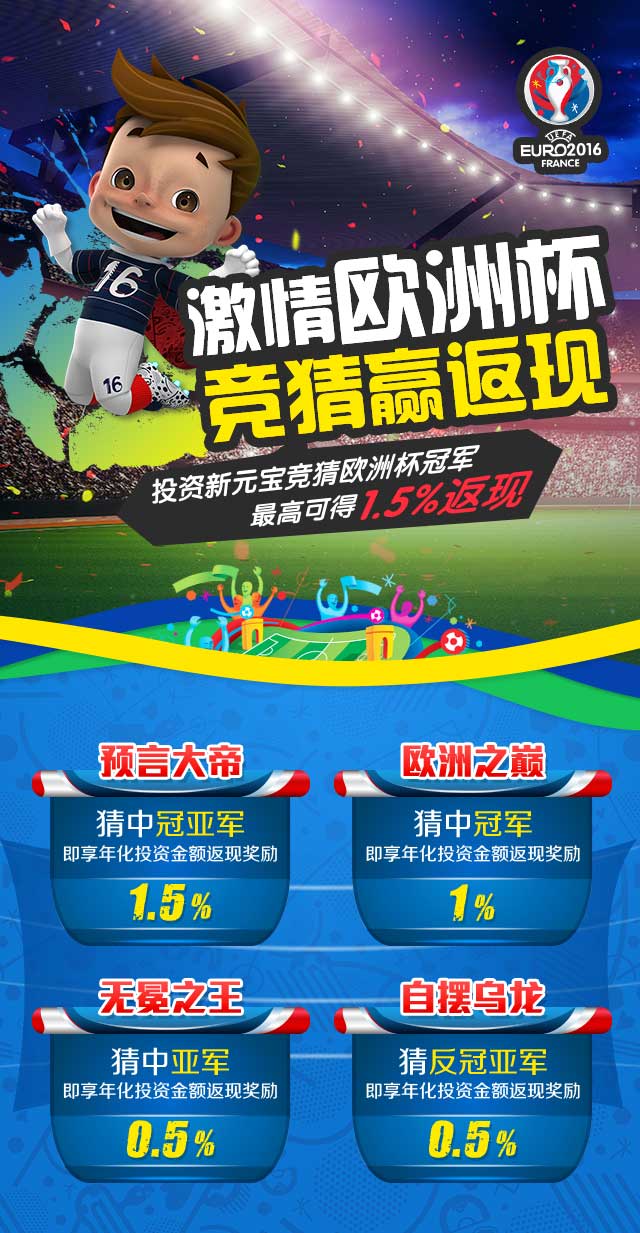 UEFA
EURO2016
FRANCE
16
16
激情欧洲杯
竞猜赢返现
投资新元宝竞猜欧洲杯冠军
最高可得1.5%返现
预言大帝
猜中冠亚军
即享年化投资金额返现奖励
1.5%
欧洲之巅
猜中冠军
即享年化投资金额返现奖励
1%
无冕之王
猜中亚军
即享年化投资金额返现奖励
0.5%
自摆乌龙
猜反冠亚军
即享年化投资金额返现奖励
0.5%